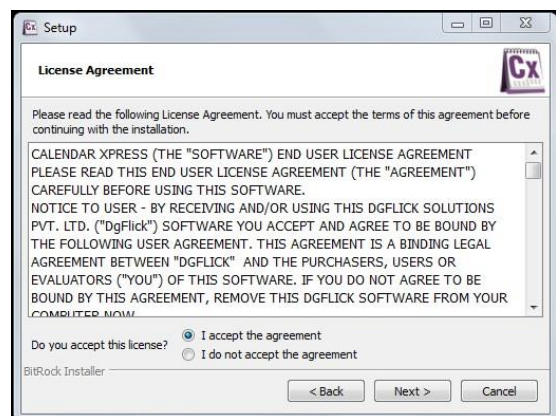 Setup
License Agreement
Cx
Please read the following License Agreement. You must accept the terms of this agreement before
continuing with the installation.
CALENDAR XPRESS (THE "SOFTWARE") END USER LICENSE AGREEMENT
PLEASE READ THIS END USER LICENSE AGREEMENT (THE "AGREEMENT")
CAREFULLY BEFORE USING THIS SOFTWARE.
NOTICE TO USER - BY RECEIVING AND/OR USING THIS DGFLICK SOLUTIONS
PVT. LTD. ("DgFlick") SOFTWARE YOU ACCEPT AND AGREE TO BE BOUND BY
THE FOLLOWING USER AGREEMENT. THIS AGREEMENT IS A BINDING LEGAL
AGREEMENT BETWEEN "DGFLICK" AND THE PURCHASERS, USERS OR
EVALUATORS ("YOU") OF THIS SOFTWARE. IF YOU DO NOT AGREE TO BE
BOUND BY THIS AGREEMENT, REMOVE THIS DGFLICK SOFTWARE FROM YOUR
COMPUTER NOW
Do you accept this license?
I accept the agreement
I do not accept the agreement
BitRock Installer
< Back Next > Cancel